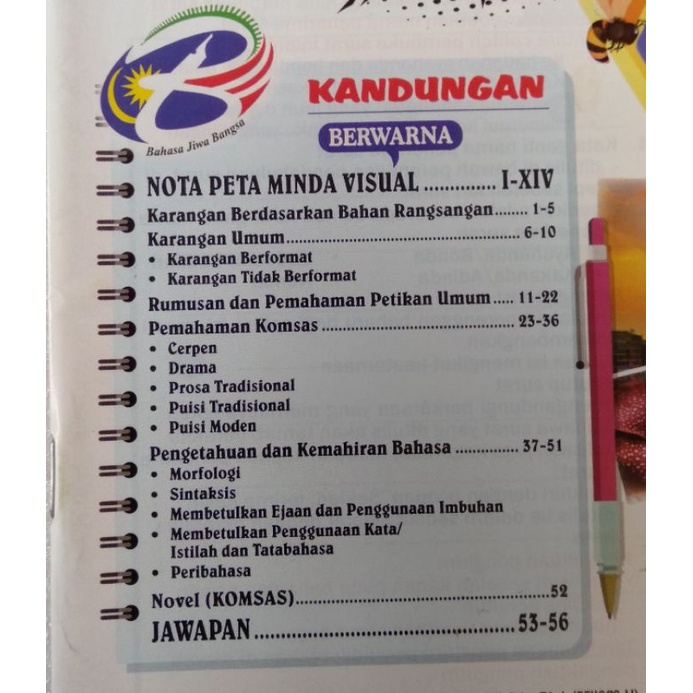 Bahasa Jiwa Bangsa
KANDUNGAN
BERWARNA
NOTA PETA MINDA VISUAL .............. I-XIV
Karangan Berdasarkan Bahan Rangsangan........ 1-5
Karangan Umum.................................................. 6-10
• Karangan Berformat
• Karangan Tidak Berformat
Rumusan dan Pemahaman Petikan Umum ..... 11-22
Pemahaman Komsas ......................................... 23-36
• Cerpen
• Drama
• Prosa Tradisional
• Puisi Tradisional
• Puisi Moden
Pengetahuan dan Kemahiran Bahasa ................ 37-51
• Morfologi
• Sintaksis
• Membetulkan Ejaan dan Penggunaan Imbuhan
• Membetulkan Penggunaan Kata/
Istilah dan Tatabahasa
• Peribahasa
Novel (KOMSAS)....................................................52
JAWAPAN ................................................ 53-56